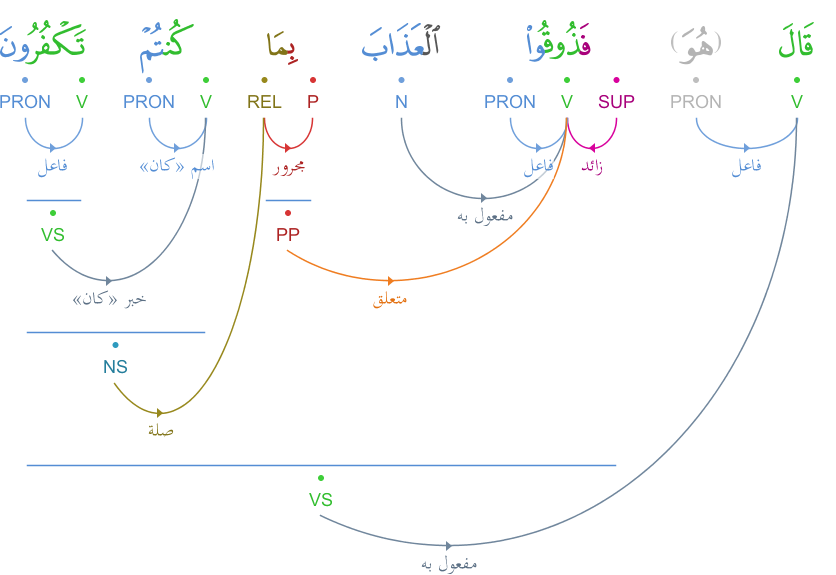 قَالَ (هُوَ) فَذُوقُوا۟ ٱلْعَذَابَ بِمَا كُنتُمْ تَكْفُرُونَ
V PRON SUP V PRON N REL P PRON V PRON V
فاعل زائد فاعل مجرور اسم «كان» فاعل
مفعول به
PP VS
متعلق خبر «كان»
NS
صلة
VS
مفعول به